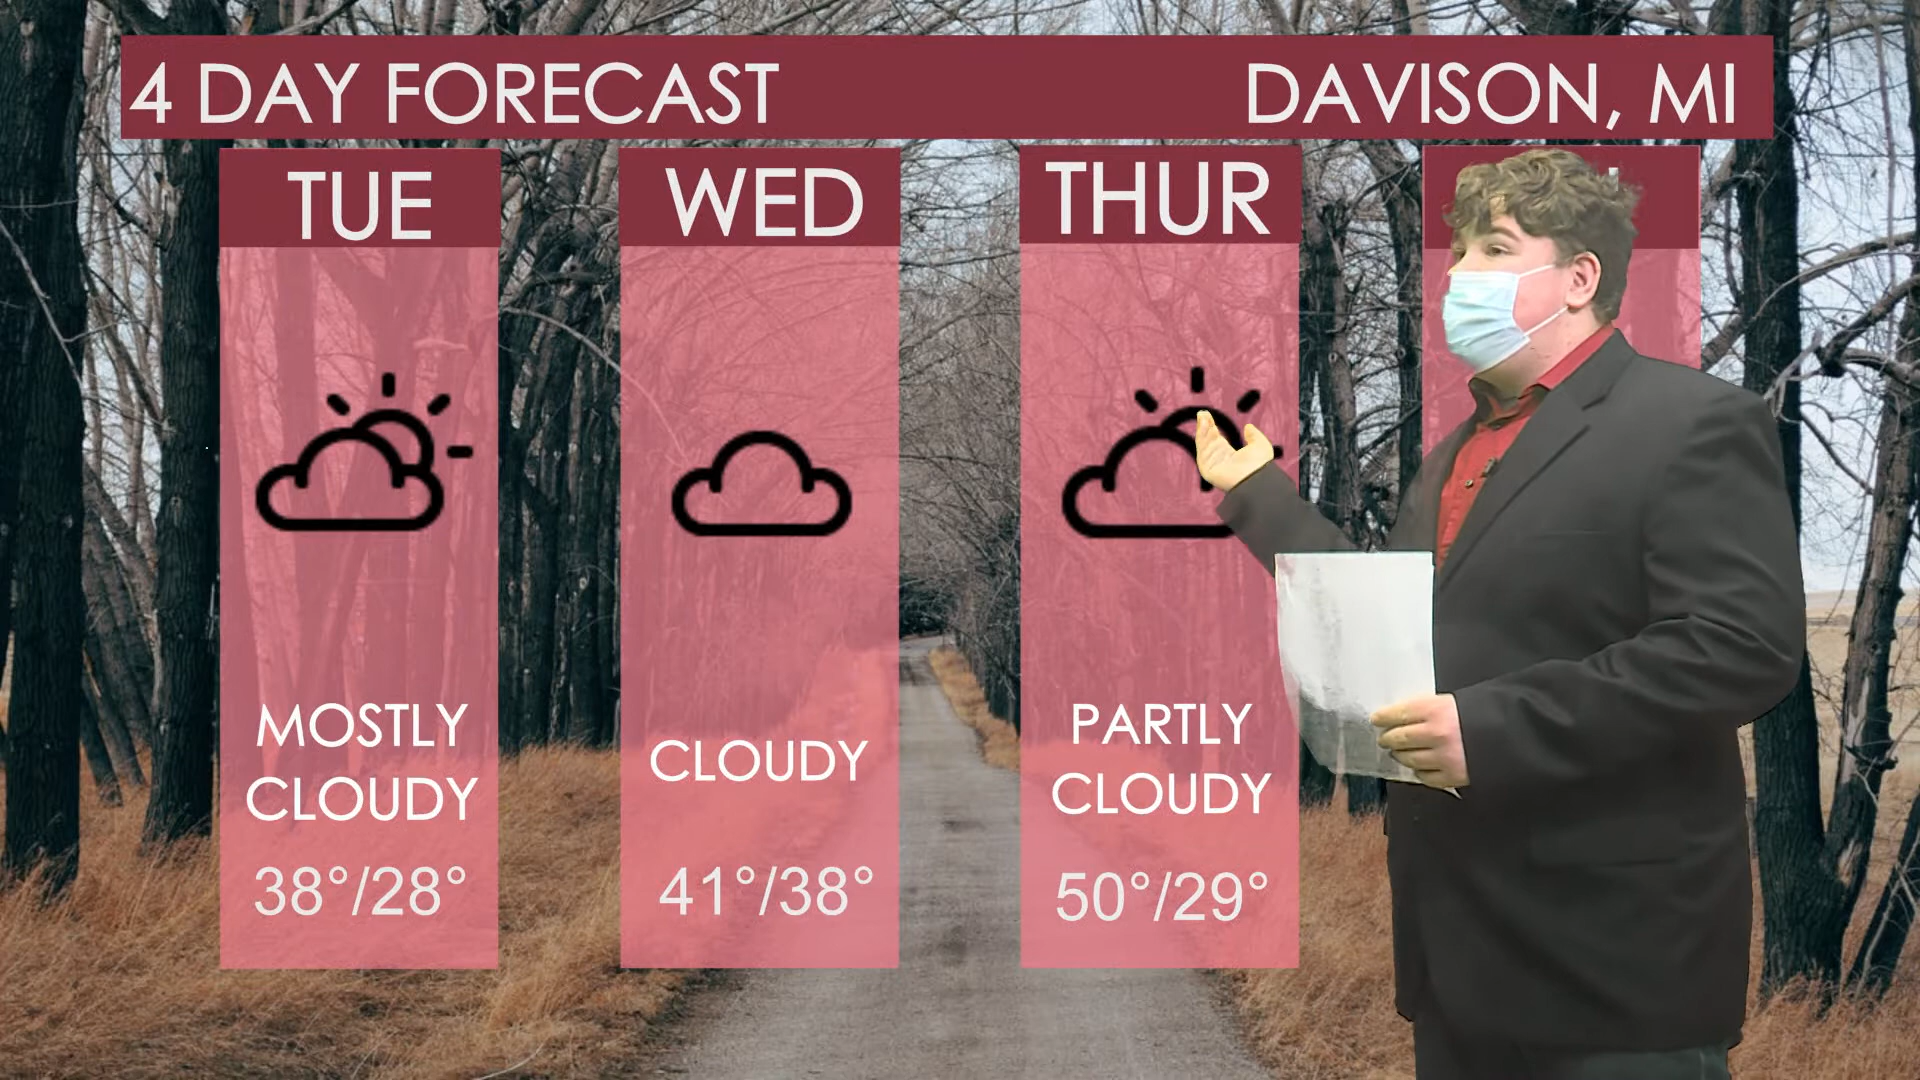 4 DAY FORECAST
DAVISON, MI
TUE
MOSTLY
CLOUDY
38°/28°
WED
CLOUDY
41°/38°
THUR
PARTLY
CLOUDY
50°/29°